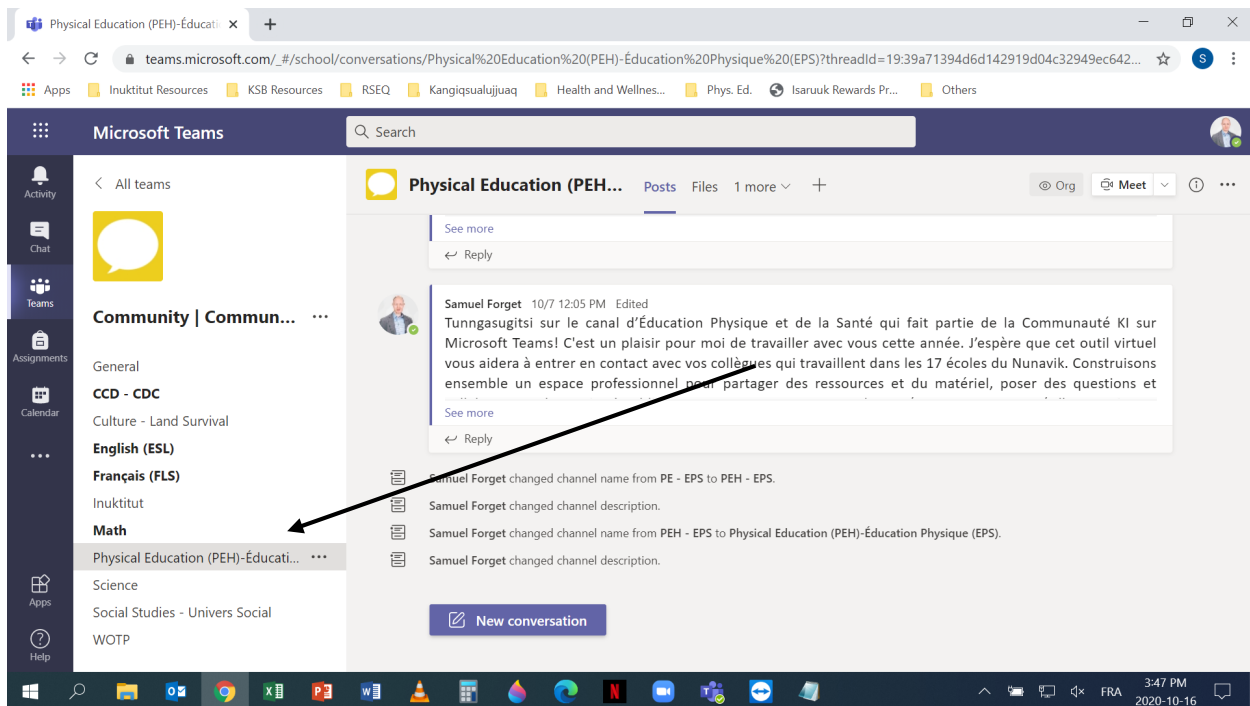 Physical Education (PEH)-Éducati
teams.microsoft.com/_#/school/conversations/Physical%20Education%20(PEH)-Éducation%20Physique%20(EPS)?threadId=19:39a71394d6d142919d04c32949ec642... S
Apps Inuktitut Resources KSB Resources RSEQ Kangiqsualujjuaq Health and Wellnes... Phys. Ed. Isaruuk Rewards Pr... Others
Microsoft Teams
Search
Activity
Chat
Teams
Assignments
Calendar
Apps
Help
All teams
Community | Commun... ...
General
CCD - CDC
Culture - Land Survival
English (ESL)
Français (FLS)
Inuktitut
Math
Physical Education (PEH)-Éducati... ...
Science
Social Studies - Univers Social
WOTP
Physical Education (PEH... Posts Files 1 more + Org Meet ...
See more
Reply
Samuel Forget 10/7 12:05 PM Edited
Tunngasugitsi sur le canal d'Éducation Physique et de la Santé qui fait partie de la Communauté KI sur
Microsoft Teams! C'est un plaisir pour moi de travailler avec vous cette année. J'espère que cet outil virtuel
vous aidera à entrer en contact avec vos collègues qui travaillent dans les 17 écoles du Nunavik. Construisons
ensemble un espace professionnel pour partager des ressources et du matériel, poser des questions et
See more
Reply
Samuel Forget changed channel name from PE - EPS to PEH - EPS.
Samuel Forget changed channel description.
Samuel Forget changed channel name from PEH - EPS to Physical Education (PEH)-Éducation Physique (EPS).
Samuel Forget changed channel description.
New conversation
FRA
3:47 PM
2020-10-16